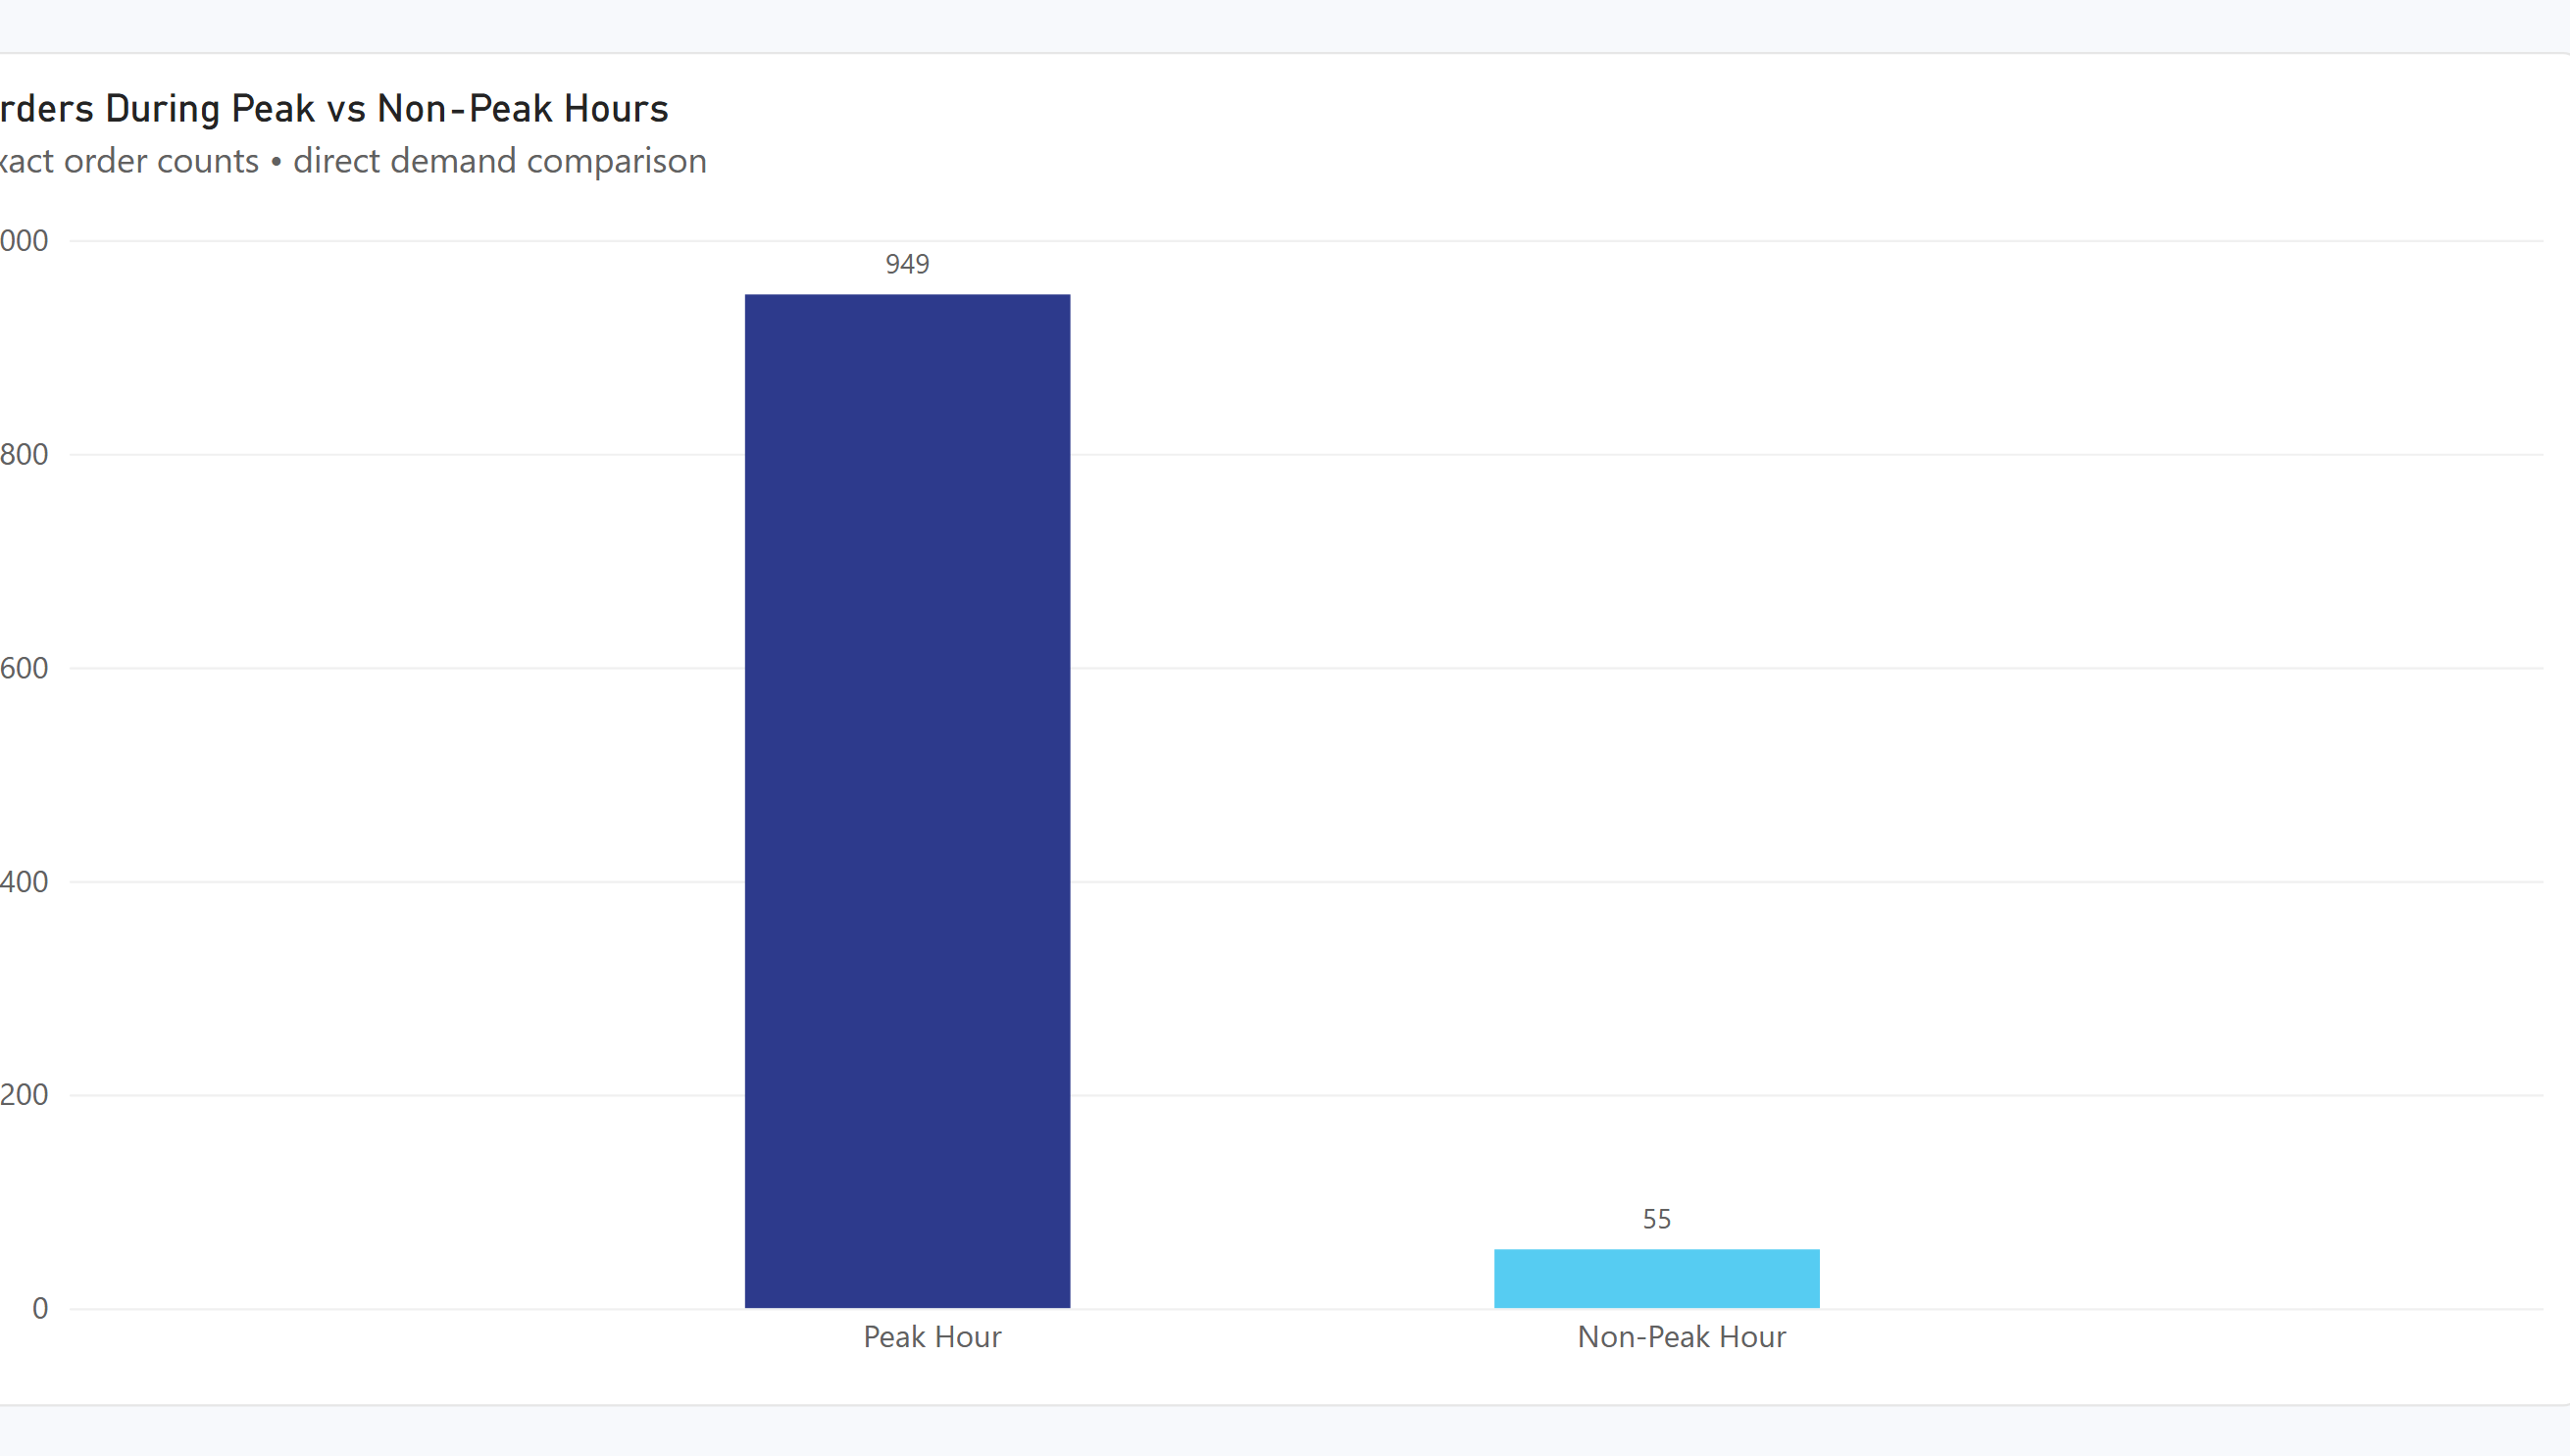 rders During Peak vs Non-Peak Hours
xact order counts • direct demand comparison
000
949
800
600
400
200
55
0
Peak Hour
Non-Peak Hour